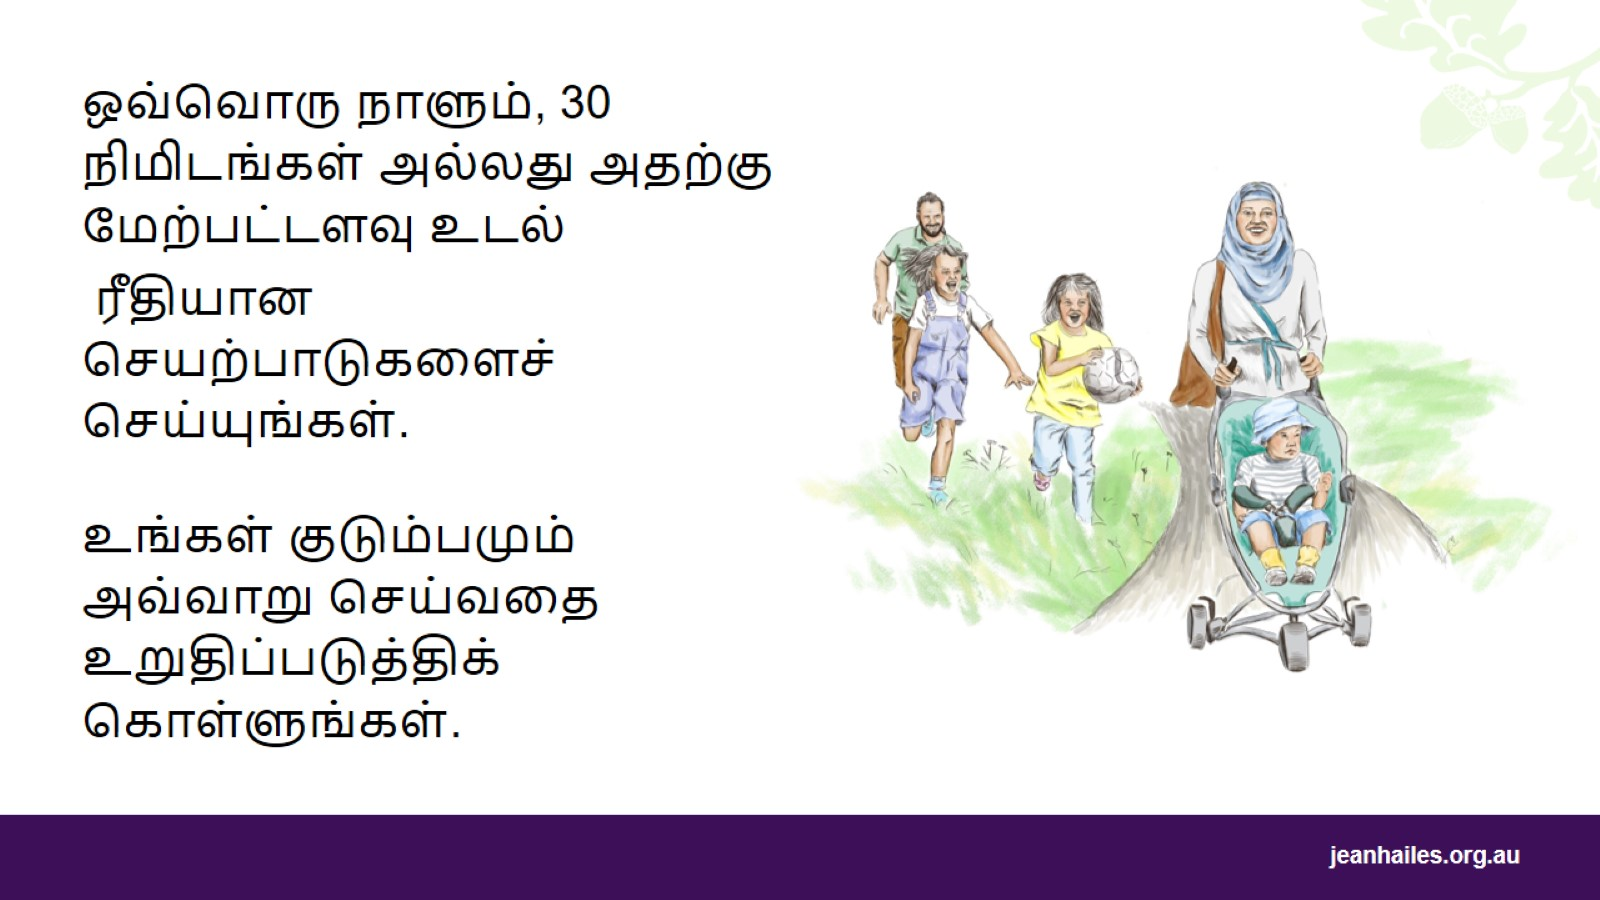 ஒவ்வொரு நாளும், 30
நிமிடங்கள் அல்லது அதற்கு
மேற்பட்டளவு உடல்
ரீதியான
செயற்பாடுகளைச்
செய்யுங்கள்.
உங்கள் குடும்பமும்
அவ்வாறு செய்வதை
உறுதிப்படுத்திக்
கொள்ளுங்கள்.
jeanhailes.org.au